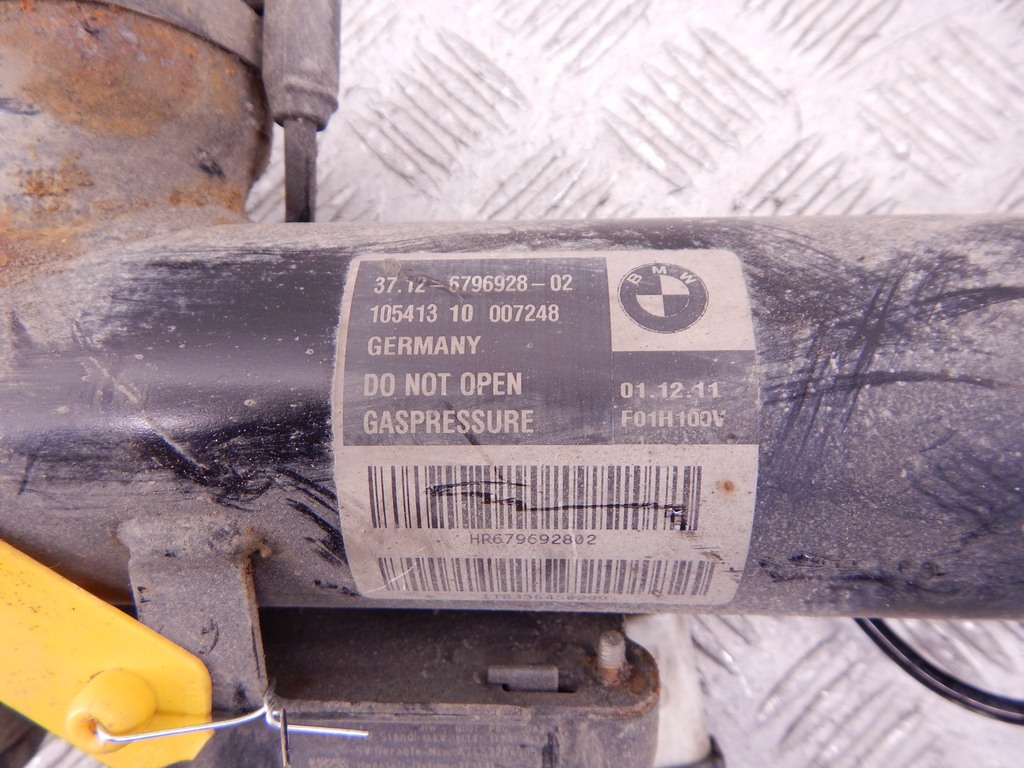 37.12-6796928-02
BMW
105413 10 007248
GERMANY
DO NOT OPEN
01.12.11
GASPRESSURE
F01H100V
HR679692802